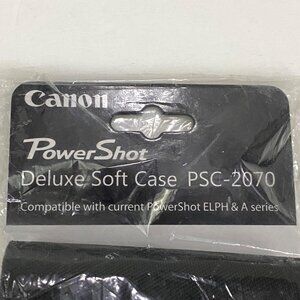 Canon
PowerShot
Deluxe Soft Case PSC-2070
Compatible with current PowerShot ELPH & A series